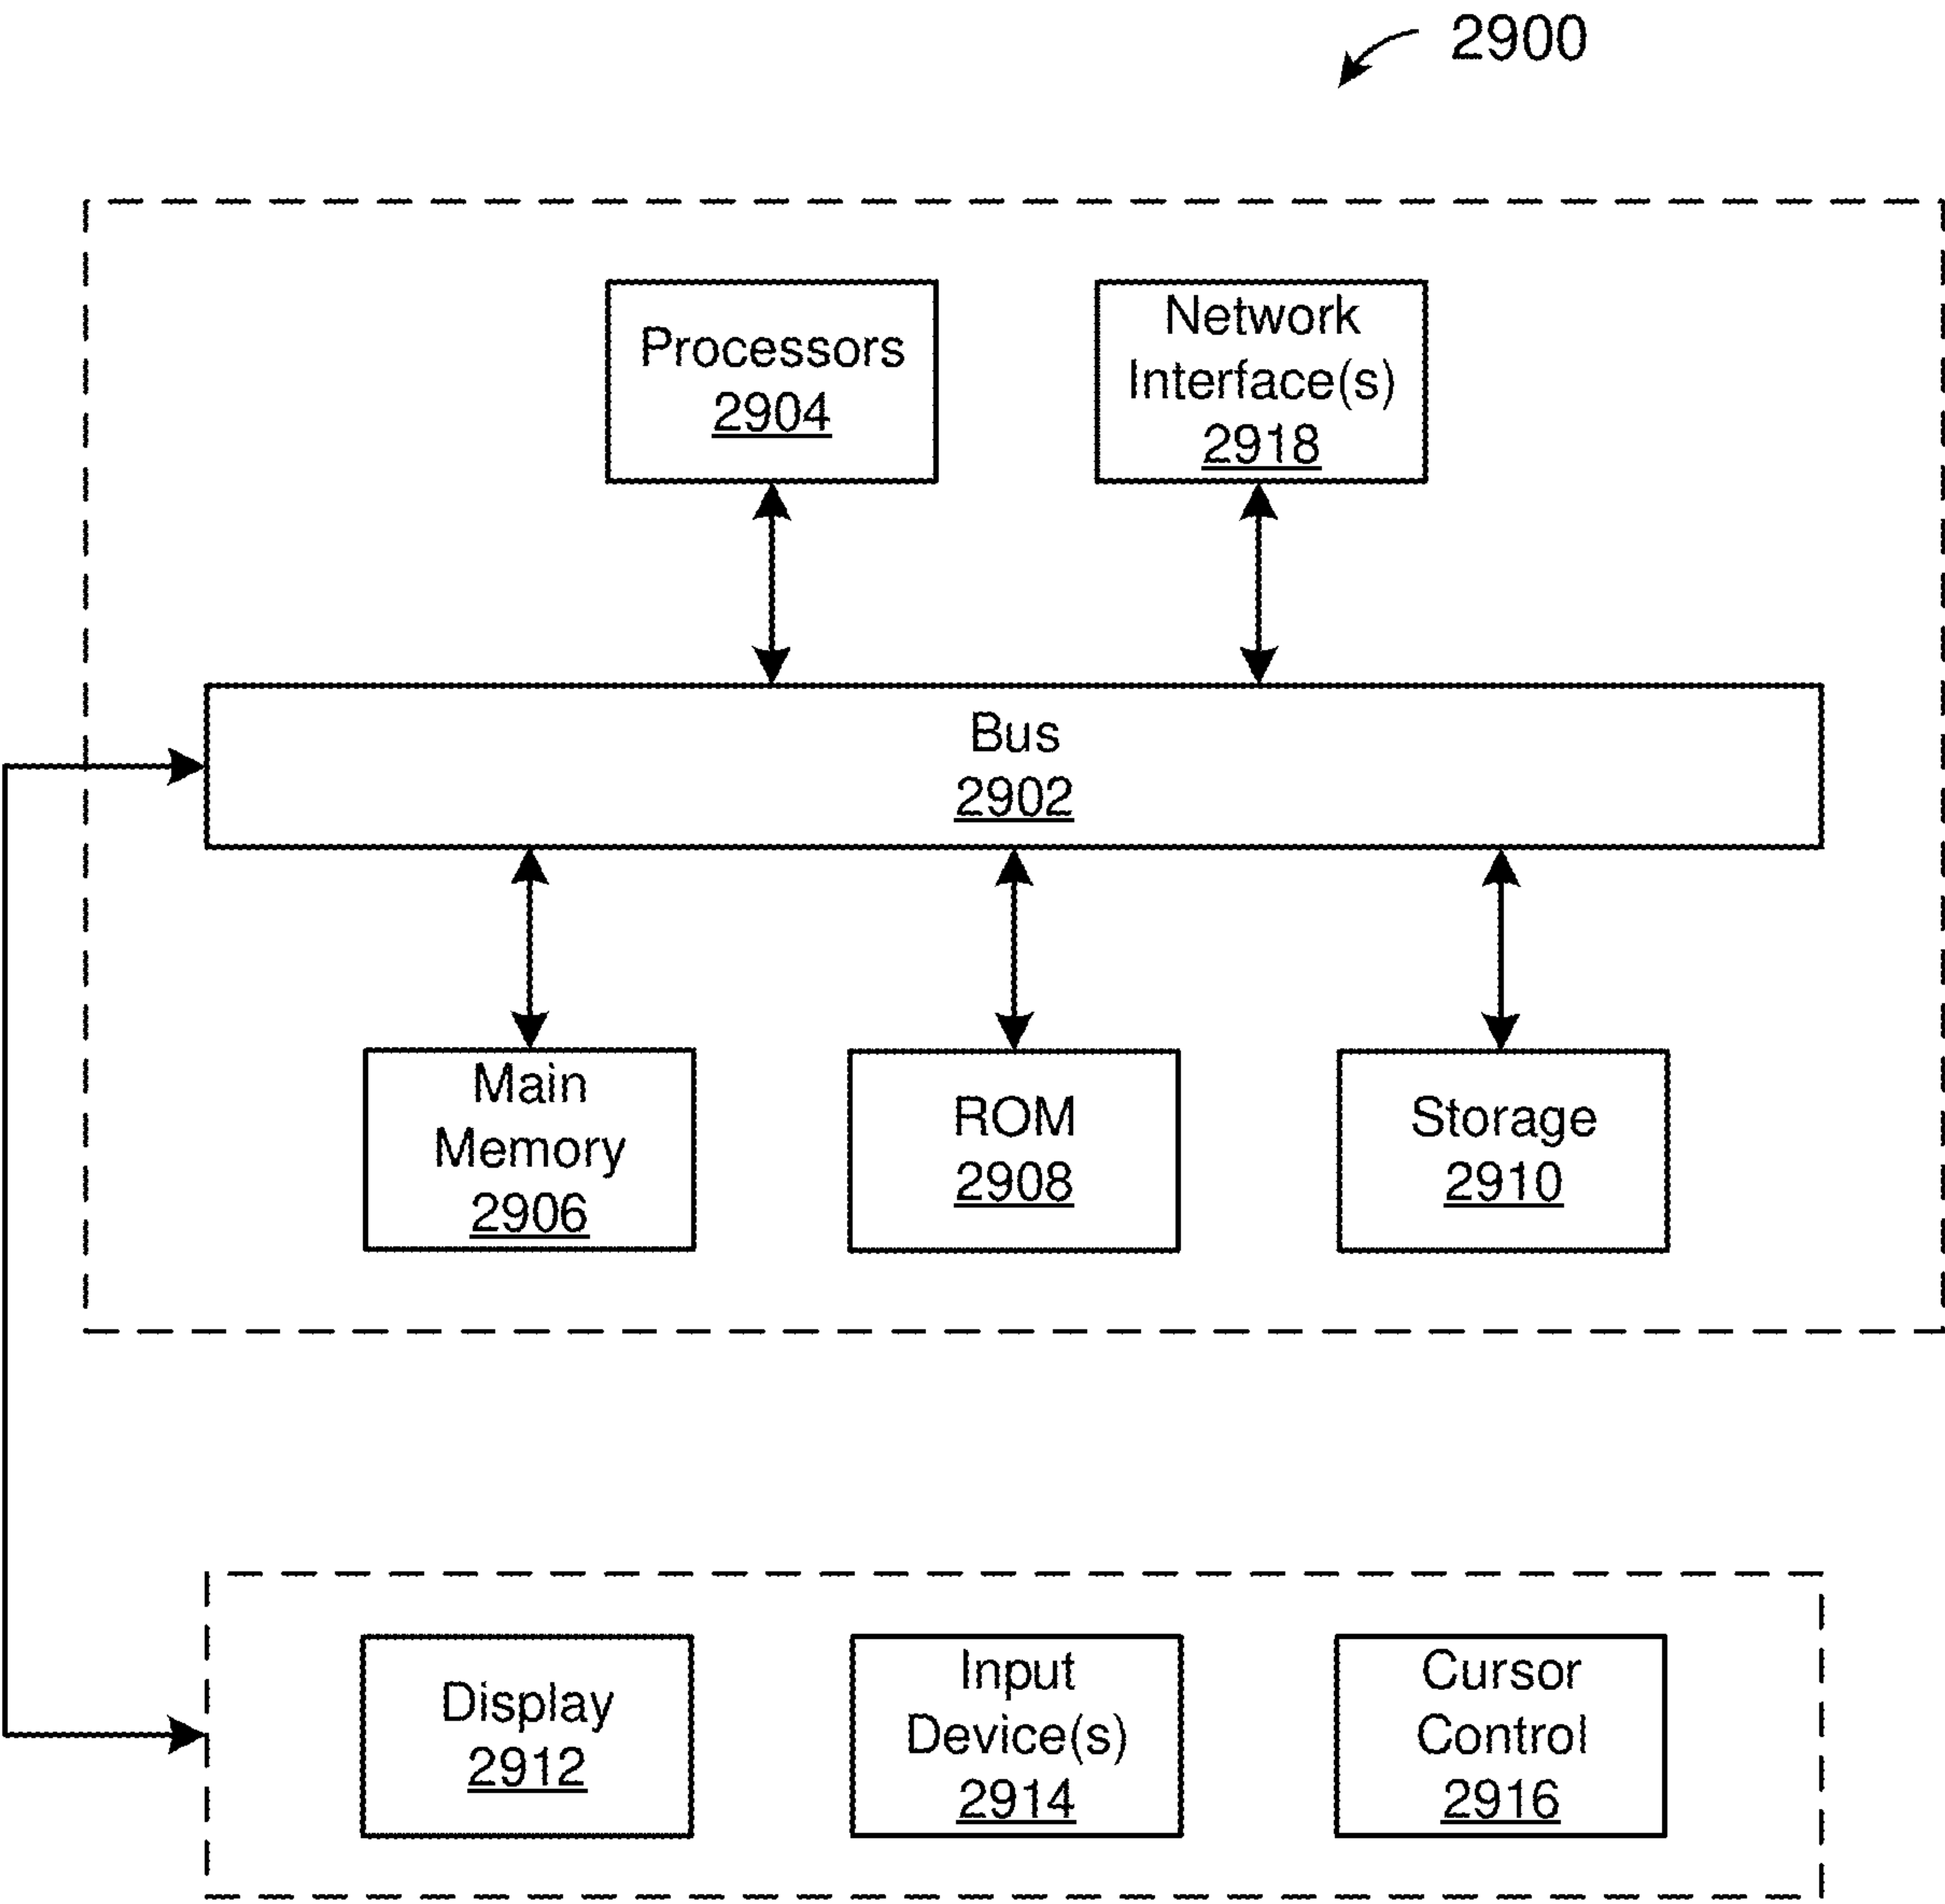 2900
Processors
2904
Network
Interface(s)
2918
Bus
2902
Main
Memory
2906
ROM
2908
Storage
2910
Display
2912
Input
Device(s)
2914
Cursor
Control
2916